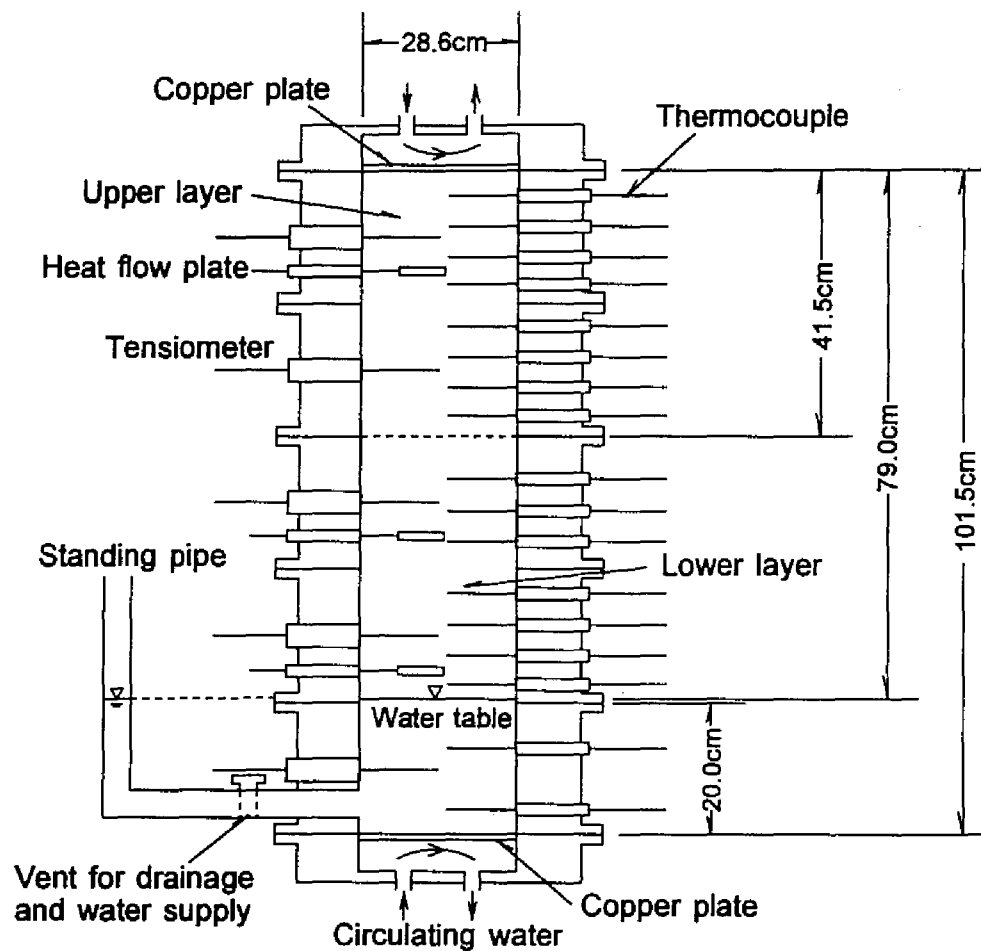 28.6cm
Copper plate
Thermocouple
Upper layer
Heat flow plate
Tensiometer
41.5cm
79.0cm
101.5cm
Standing pipe
Lower layer
Water table
20.0cm
Vent for drainage
and water supply
Copper plate
Circulating water